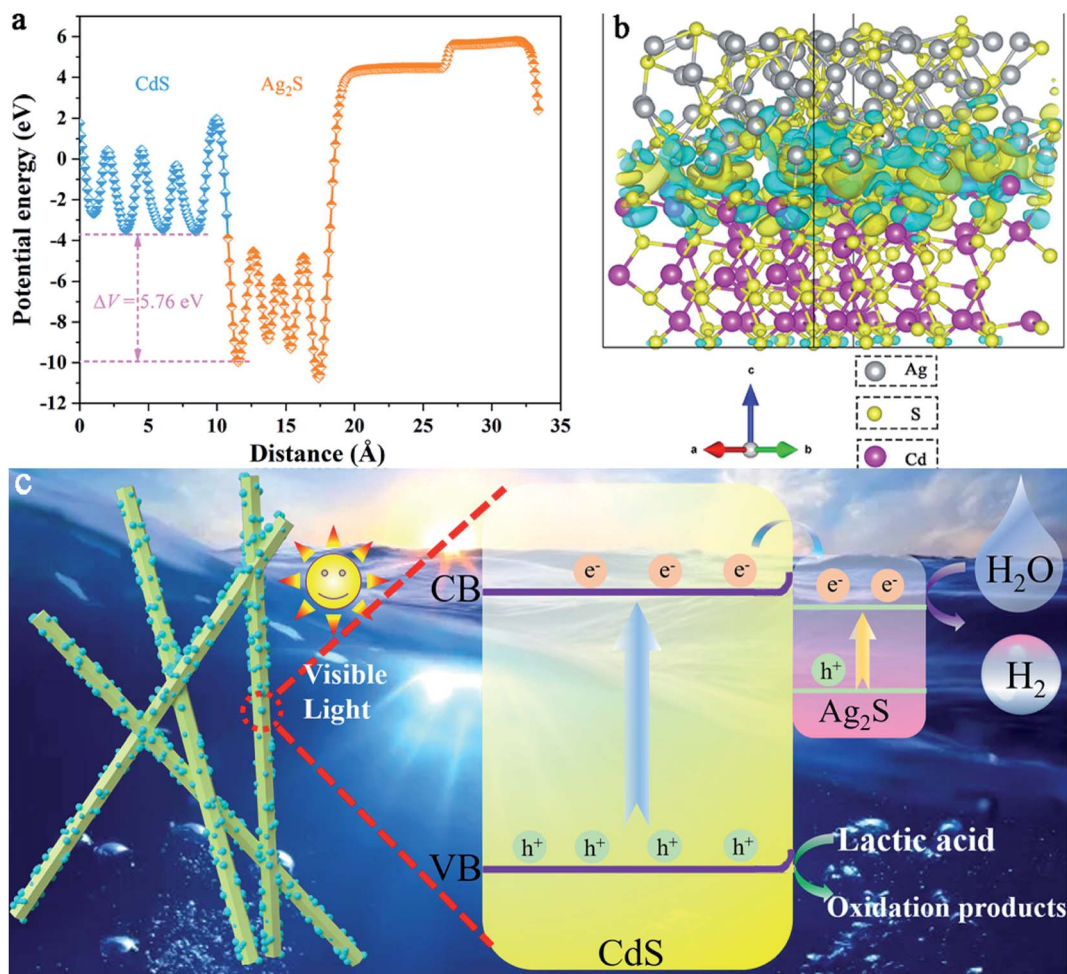 a
6
4
2
0
-2
-4
-6
-8
-10
-12
Potential energy (eV)
CdS
Ag₂S
ΔV = 5.76 eV
0
5
10
15
20
25
30
35
Distance (Å)
b
c
a
b
Ag
S
Cd
C
Visible
Light
CB
e⁻
e⁻
e⁻
e⁻
e⁻
H₂O
h⁺
Ag₂S
H₂
VB
h⁺
h⁺
h⁺
h⁺
Lactic acid
Oxidation products
CdS